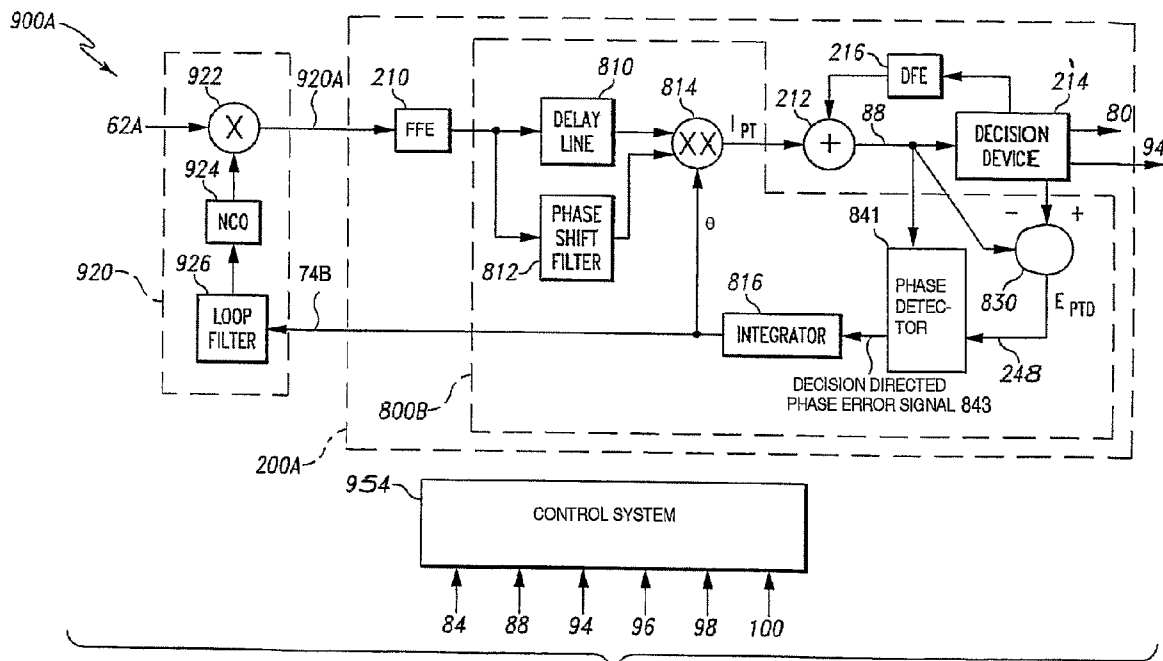 900A
922
62A
X
920A
924
NCO
926
920
LOOP
FILTER
74B
210
FFE
810
DELAY
LINE
812
PHASE
SHIFT
FILTER
814
XX
I PT
θ
212
+
216
DFE
88
214
DECISION
DEVICE
80
94
- +
830
E PTD
248
841
PHASE
DETEC-
TOR
816
INTEGRATOR
DECISION DIRECTED
PHASE ERROR SIGNAL 843
800B
200A
954
CONTROL SYSTEM
84 88 94 96 98 100